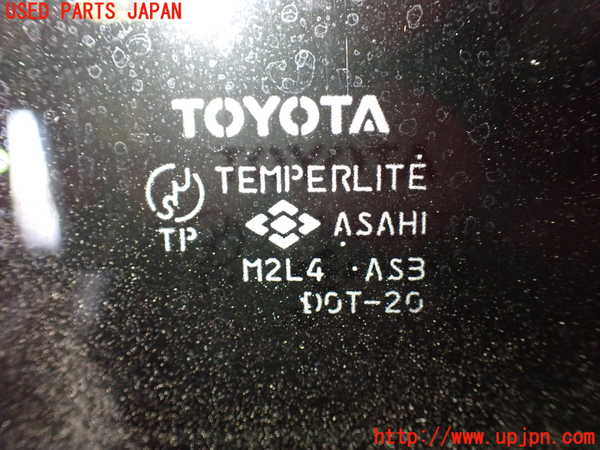 USED PARTS JAPAN
TOYOTA
TEMPERLITE
TP
ASAHI
M2L4 ·AS3
DOT-20
http://www.upjpn.com/